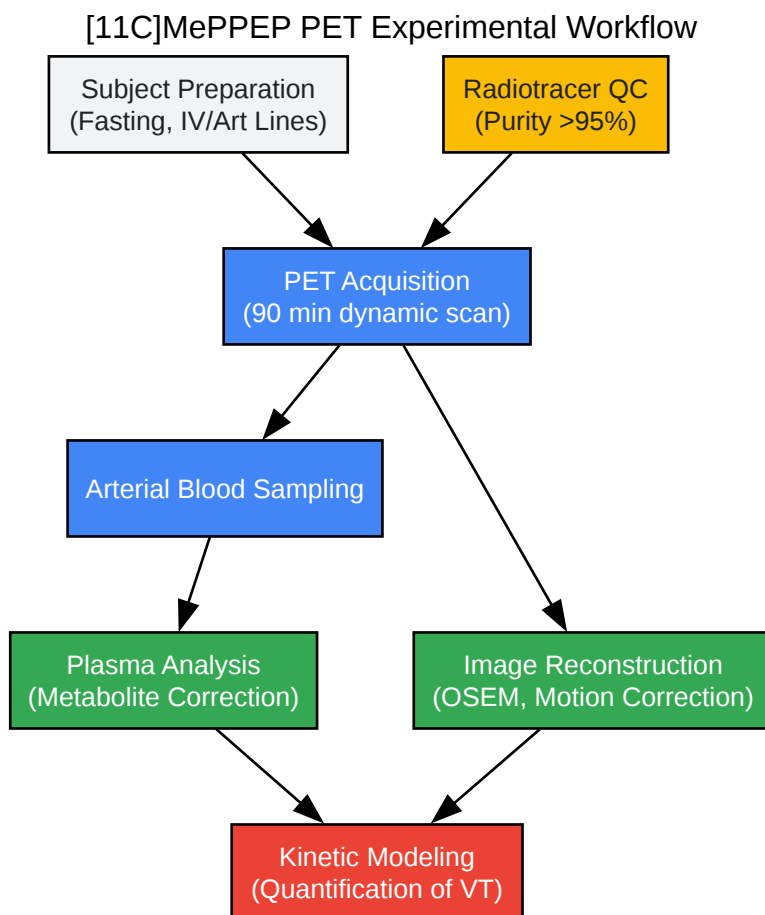 [11C]MePPEP PET Experimental Workflow
Subject Preparation
(Fasting, IV/Art Lines)
Radiotracer QC
(Purity >95%)
PET Acquisition
(90 min dynamic scan)
Arterial Blood Sampling
Plasma Analysis
(Metabolite Correction)
Image Reconstruction
(OSEM, Motion Correction)
Kinetic Modeling
(Quantification of VT)